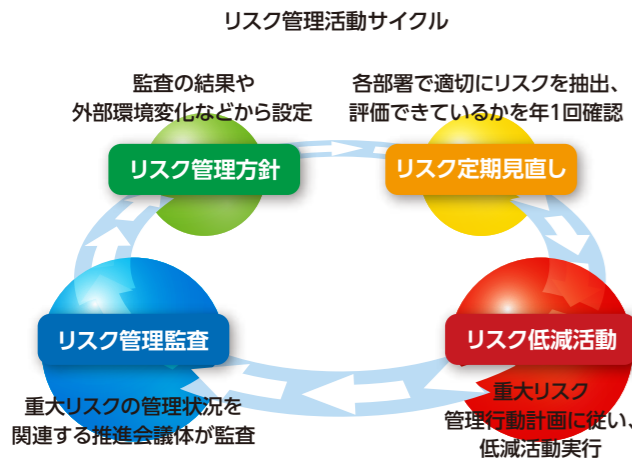 リスク管理活動サイクル
監査の結果や
外部環境変化などから設定
各部署で適切にリスクを抽出、
評価できているかを年1回確認
リスク管理方針
リスク定期見直し
リスク管理監査
リスク低減活動
重大リスクの管理状況を
関連する推進会議体が監査
重大リスク
管理行動計画に従い、
低減活動実行